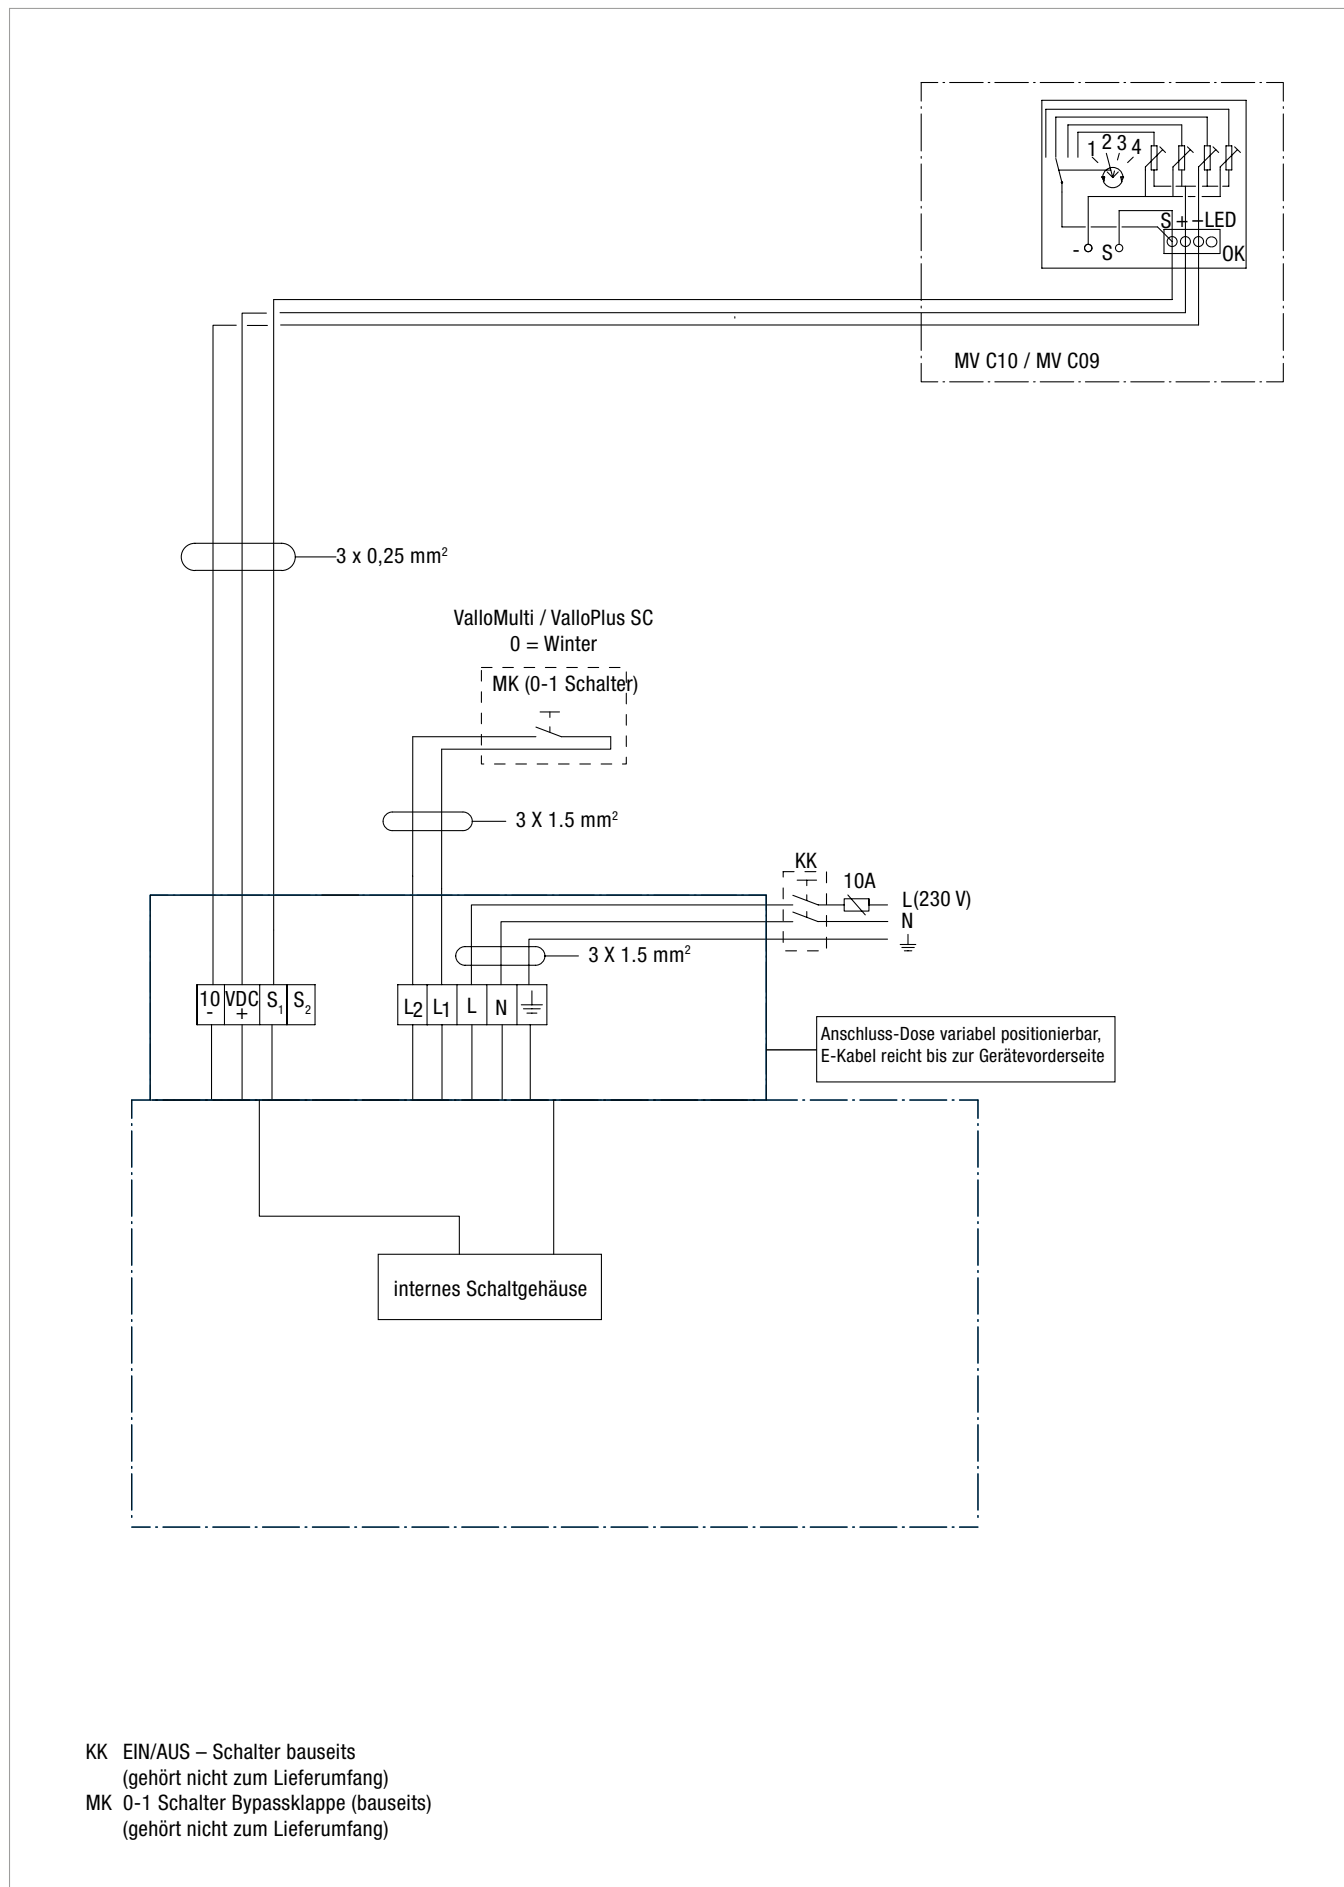 1 2 3 4
S + – LED
- S OK
MV C10 / MV C09
3 x 0,25 mm²
ValloMulti / ValloPlus SC
0 = Winter
MK (0-1 Schalter)
3 X 1.5 mm²
KK
10A
L(230 V)
N
3 X 1.5 mm²
10 VDC S₁ S₂
- +
L2 L1 L N
Anschluss-Dose variabel positionierbar,
E-Kabel reicht bis zur Gerätevorderseite
internes Schaltgehäuse
KK EIN/AUS – Schalter bauseits
(gehört nicht zum Lieferumfang)
MK 0-1 Schalter Bypassklappe (bauseits)
(gehört nicht zum Lieferumfang)